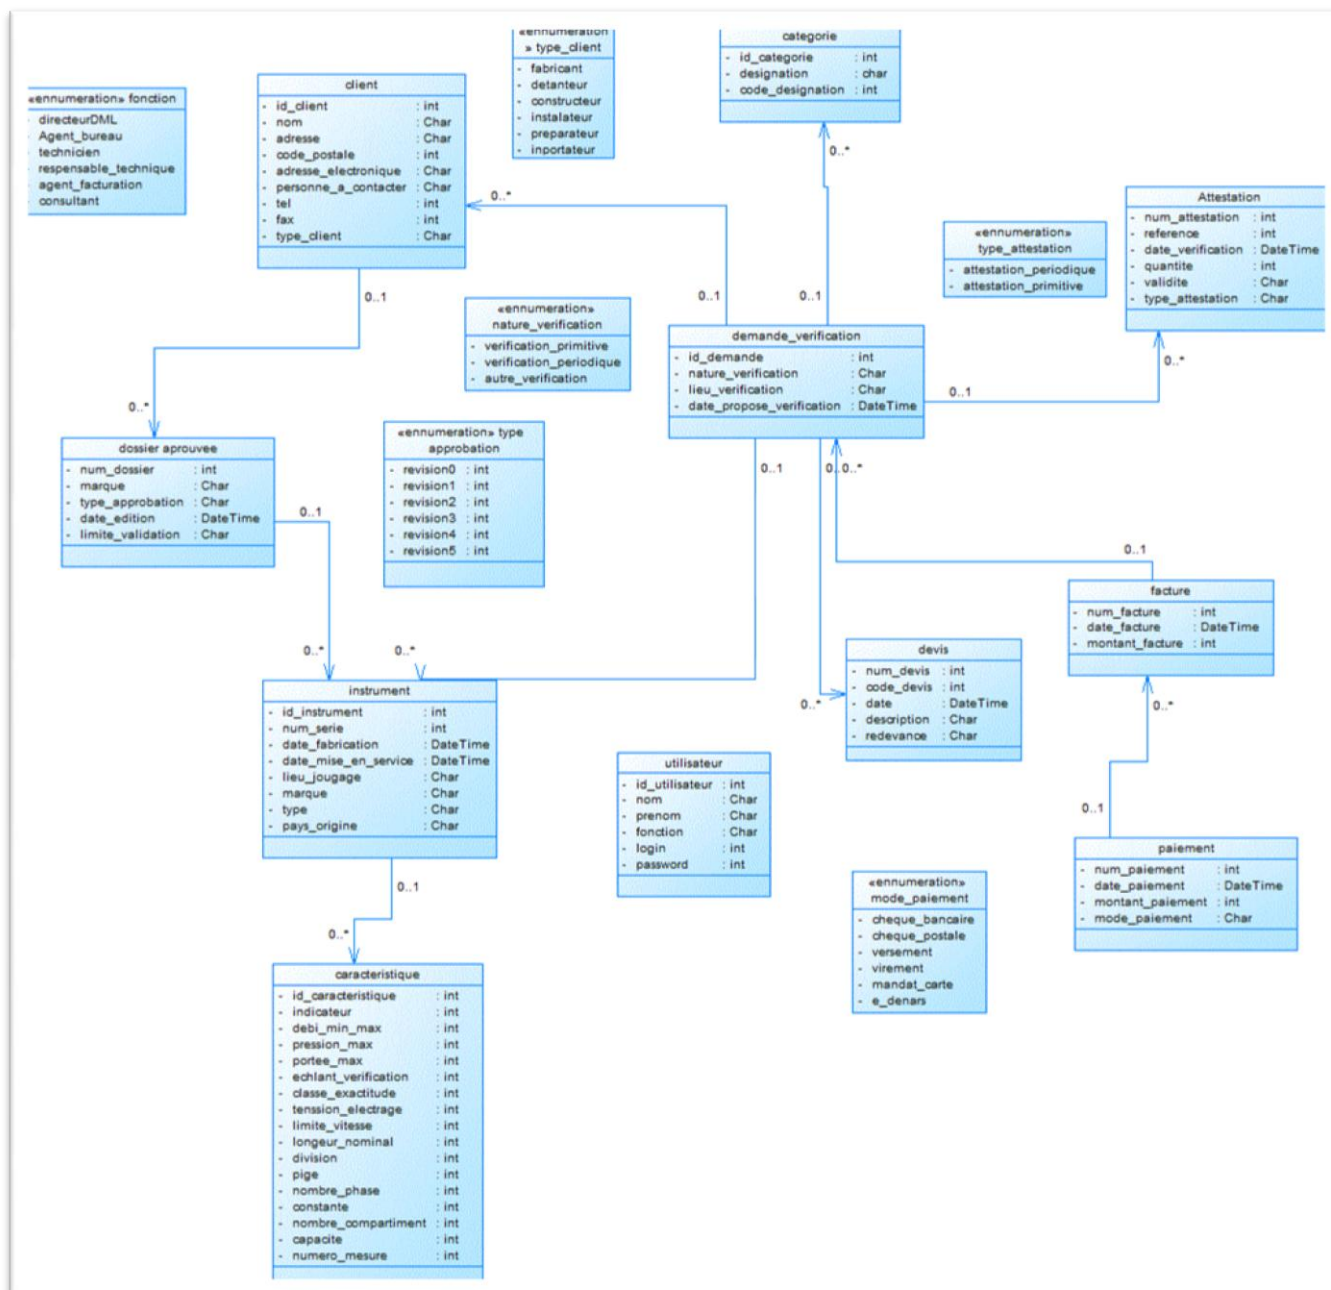 «ennumeration» fonction
directeurDML
Agent_bureau
technicien
respensable_technique
agent_facturation
consultant
client
- id_client : int
- nom : Char
- adresse : Char
- code_postale : int
- adresse_electronique : Char
- personne_a_contacter : Char
- tel : int
- fax : int
- type_client : Char
«ennumeration
» type_client
- fabricant
- detanteur
- constructeur
- instalateur
- preparateur
- inportateur
categorie
- id_categorie : int
- designation : char
- code_designation : int
0..*
0..*
Attestation
- num_attestation : int
- reference : int
- date_verification : DateTime
- quantite : int
- validite : Char
- type_attestation : Char
«ennumeration»
type_attestation
- attestation_periodique
- attestation_primitive
0..1
0..1
0..1
«ennumeration»
nature_verification
- verification_primitive
- verification_periodique
- autre_verification
demande_verification
- id_demande : int
- nature_verification : Char
- lieu_verification : Char
- date_propose_verification : DateTime
0..*
0..1
0..*
dossier aprouvee
- num_dossier : int
- marque : Char
- type_approbation : Char
- date_edition : DateTime
- limite_validation : Char
«ennumeration» type
approbation
- revision0 : int
- revision1 : int
- revision2 : int
- revision3 : int
- revision4 : int
- revision5 : int
0..1
0..0..*
0..1
0..1
facture
- num_facture : int
- date_facture : DateTime
- montant_facture : int
0..*
0..*
instrument
- id_instrument : int
- num_serie : int
- date_fabrication : DateTime
- date_mise_en_service : DateTime
- lieu_jougage : Char
- marque : Char
- type : Char
- pays_origine : Char
devis
- num_devis : int
- code_devis : int
- date : DateTime
- description : Char
- redevance : Char
0..*
0..*
utilisateur
- id_utilisateur : int
- nom : Char
- prenom : Char
- fonction : Char
- login : int
- password : int
0..1
paiement
- num_paiement : int
- date_paiement : DateTime
- montant_paiement : int
- mode_paiement : Char
«ennumeration»
mode_paiement
- cheque_bancaire
- cheque_postale
- versement
- virement
- mandat_carte
- e_denars
0..1
0..*
caracteristique
- id_caracteristique : int
- indicateur : int
- debi_min_max : int
- pression_max : int
- portee_max : int
- echlant_verification : int
- classe_exactitude : int
- tenssion_electrage : int
- limite_vitesse : int
- longeur_nominal : int
- division : int
- pige : int
- nombre_phase : int
- constante : int
- nombre_compartiment : int
- capacite : int
- numero_mesure : int